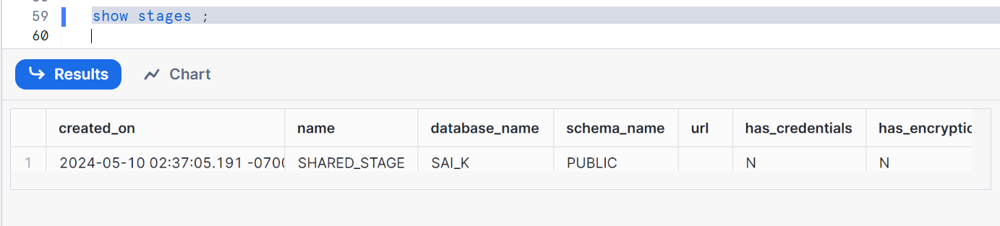 59 show stages ;
60
Results Chart
created_on name database_name schema_name url has_credentials has_encryptic
1 2024-05-10 02:37:05.191 -0700 SHARED_STAGE SAI_K PUBLIC N N